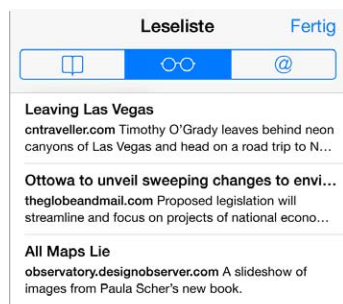 Leseliste Fertig
@
Leaving Las Vegas
cntraveller.com Timothy O'Grady leaves behind neon
canyons of Las Vegas and head on a road trip to N…
Ottowa to unveil sweeping changes to envi…
theglobeandmail.com Proposed legislation will
streamline and focus on projects of national econo…
All Maps Lie
observatory.designobserver.com A slideshow of
images from Paula Scher's new book.